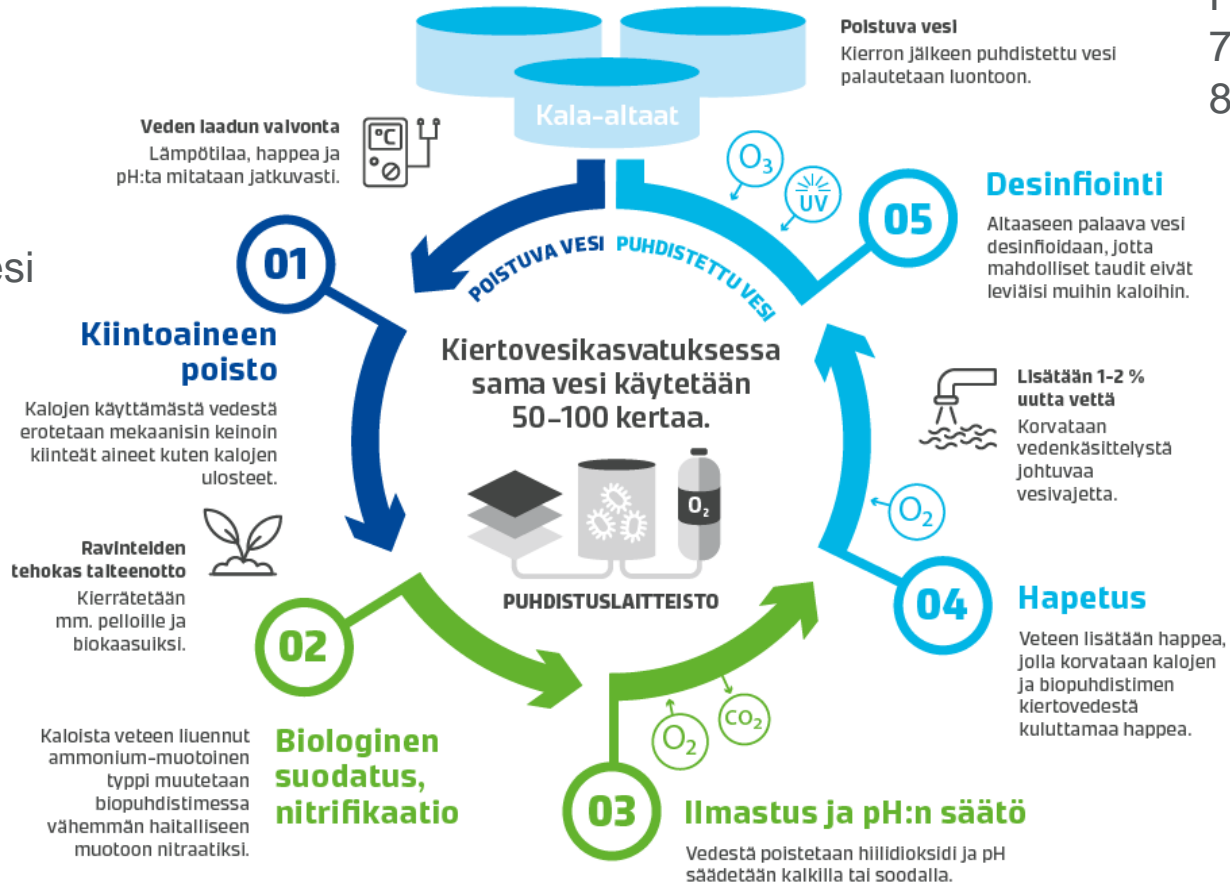 Poistuva vesi
Kierron jälkeen puhdistettu vesi
palautetaan luontoon.
7
8
Kala-altaat
Veden laadun valvonta
Lämpötilaa, happea ja
pH:ta mitataan jatkuvasti.
°C
O3
UV
POISTUVA VESI
PUHDISTETTU VESI
esi
01
Kiintoaineen
poisto
Kalojen käyttämästä vedestä
erotetaan mekaanisin keinoin
kiinteät aineet kuten kalojen
ulosteet.
Kiertovesikasvatuksessa
sama vesi käytetään
50–100 kertaa.
O2
PUHDISTUSLAITTEISTO
05
Desinfiointi
Altaaseen palaava vesi
desinfioidaan, jotta
mahdolliset taudit eivät
leviäisi muihin kaloihin.
Lisätään 1-2 %
uutta vettä
Korvataan
vedenkäsittelystä
johtuvaa
vesivajetta.
O2
Ravinteiden
tehokas talteenotto
Kierrätetään
mm. pelloille ja
biokaasuiksi.
02
Biologinen
suodatus,
nitrifikaatio
Kaloista veteen liuennut
ammonium-muotoinen
typpi muutetaan
biopuhdistimessa
vähemmän haitalliseen
muotoon nitraatiksi.
O2
CO2
03
Ilmastus ja pH:n säätö
Vedestä poistetaan hiilidioksidi ja pH
säädetään kalkilla tai soodalla.
04
Hapetus
Veteen lisätään happea,
jolla korvataan kalojen
ja biopuhdistimen
kiertovedestä
kuluttamaa happea.